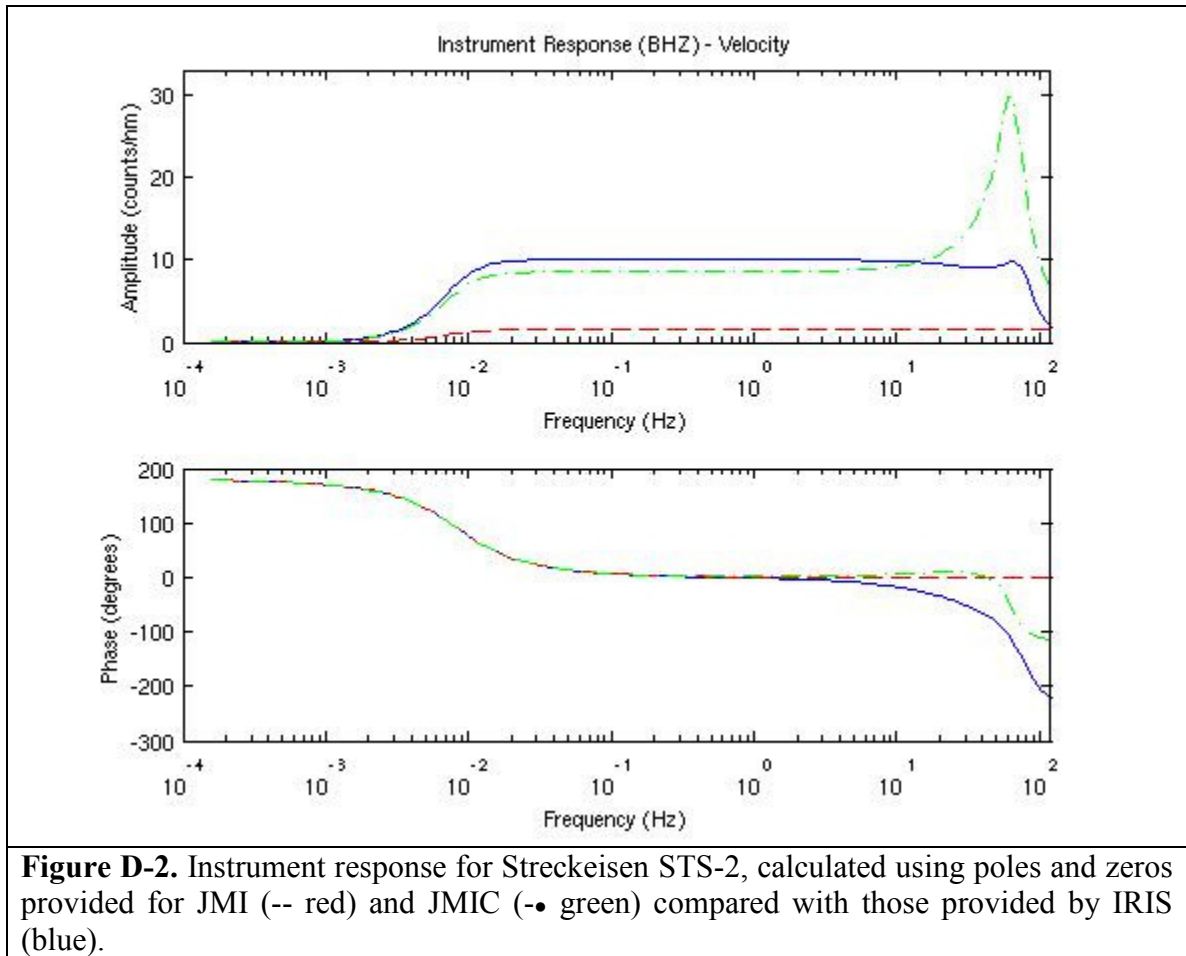 Instrument Response (BHZ) - Velocity
30
20
10
0
Amplitude (counts/nm)
10^-4 10^-3 10^-2 10^-1 10^0 10^1 10^2
Frequency (Hz)
200
100
0
-100
-200
-300
Phase (degrees)
10^-4 10^-3 10^-2 10^-1 10^0 10^1 10^2
Frequency (Hz)
Figure D-2. Instrument response for Streckeisen STS-2, calculated using poles and zeros
provided for JMI (-- red) and JMIC (-• green) compared with those provided by IRIS
(blue).